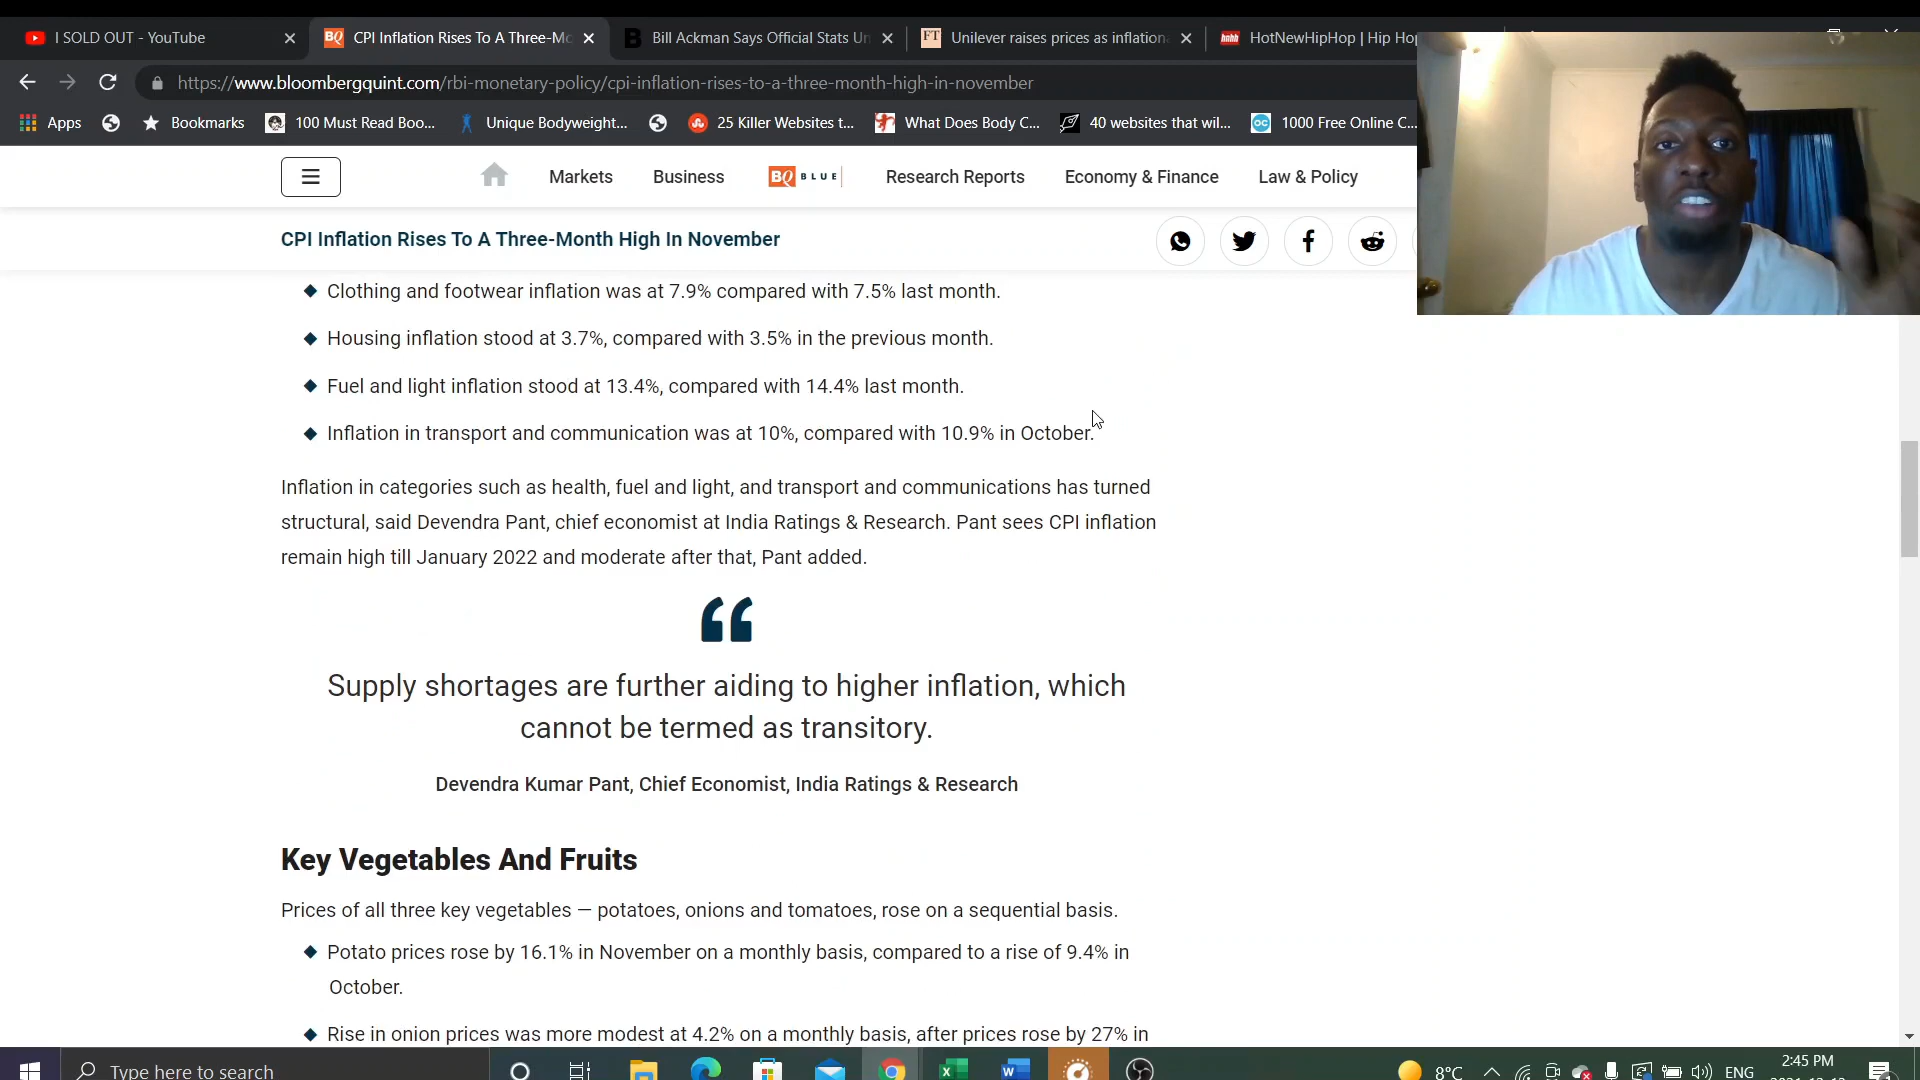 I SOLD OUT - YouTube
CPI Inflation Rises To A Three-Mo
Bill Ackman Says Official Stats Un
Unilever raises prices as inflationa
HotNewHipHop | Hip Hop
https://www.bloombergquint.com/rbi-monetary-policy/cpi-inflation-rises-to-a-three-month-high-in-november
Apps
Bookmarks
100 Must Read Boo...
Unique Bodyweight...
25 Killer Websites t...
What Does Body C...
40 websites that wil...
1000 Free Online C...
Markets
Business
BQ BLUE
Research Reports
Economy & Finance
Law & Policy
CPI Inflation Rises To A Three-Month High In November
Clothing and footwear inflation was at 7.9% compared with 7.5% last month.
Housing inflation stood at 3.7%, compared with 3.5% in the previous month.
Fuel and light inflation stood at 13.4%, compared with 14.4% last month.
Inflation in transport and communication was at 10%, compared with 10.9% in October.
Inflation in categories such as health, fuel and light, and transport and communications has turned
structural, said Devendra Pant, chief economist at India Ratings & Research. Pant sees CPI inflation
remain high till January 2022 and moderate after that, Pant added.
Supply shortages are further aiding to higher inflation, which
cannot be termed as transitory.
Devendra Kumar Pant, Chief Economist, India Ratings & Research
Key Vegetables And Fruits
Prices of all three key vegetables — potatoes, onions and tomatoes, rose on a sequential basis.
Potato prices rose by 16.1% in November on a monthly basis, compared to a rise of 9.4% in
October.
Rise in onion prices was more modest at 4.2% on a monthly basis, after prices rose by 27% in
Type here to search
8°C
ENG
2:45 PM